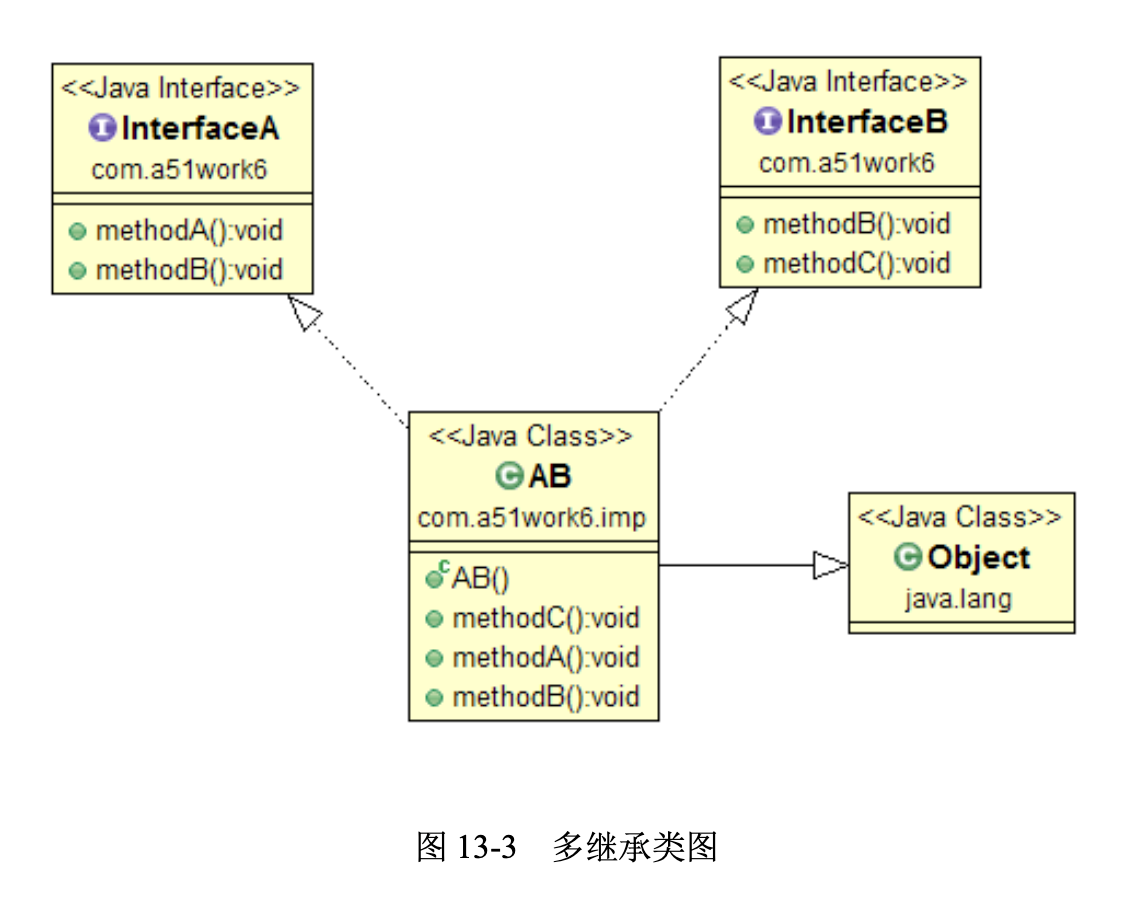 <<Java Interface>>
InterfaceA
com.a51work6
methodA():void
methodB():void
<<Java Interface>>
InterfaceB
com.a51work6
methodB():void
methodC():void
<<Java Class>>
AB
com.a51work6.imp
AB()
methodC():void
methodA():void
methodB():void
<<Java Class>>
Object
java.lang
图 13-3 多继承类图